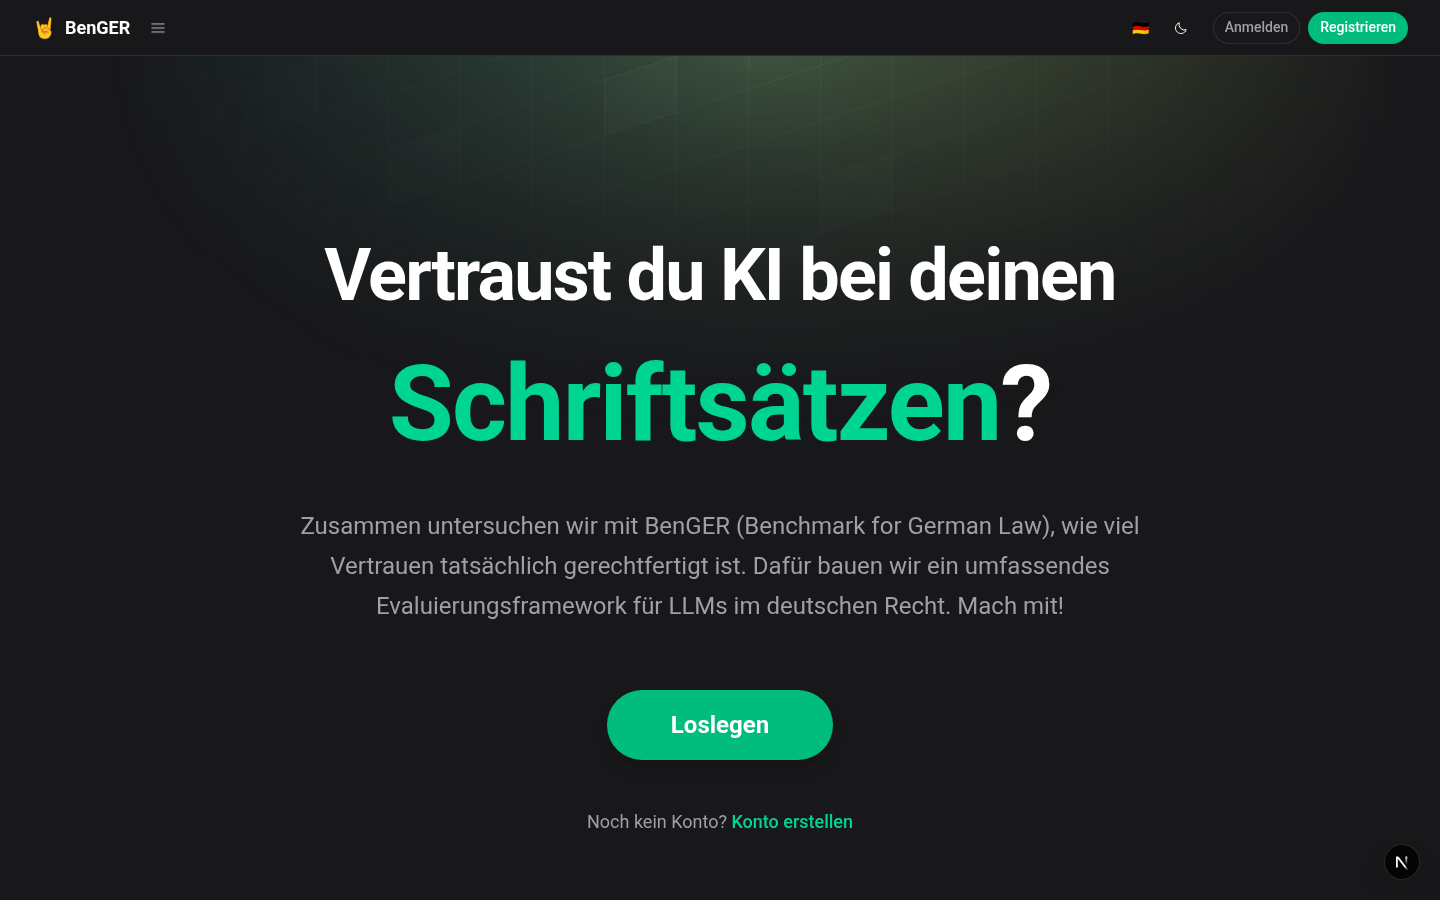 BenGER
Anmelden
Registrieren
Vertraust du KI bei deinen
Schriftsätzen?
Zusammen untersuchen wir mit BenGER (Benchmark for German Law), wie viel
Vertrauen tatsächlich gerechtfertigt ist. Dafür bauen wir ein umfassendes
Evaluierungsframework für LLMs im deutschen Recht. Mach mit!
Loslegen
Noch kein Konto? Konto erstellen
N